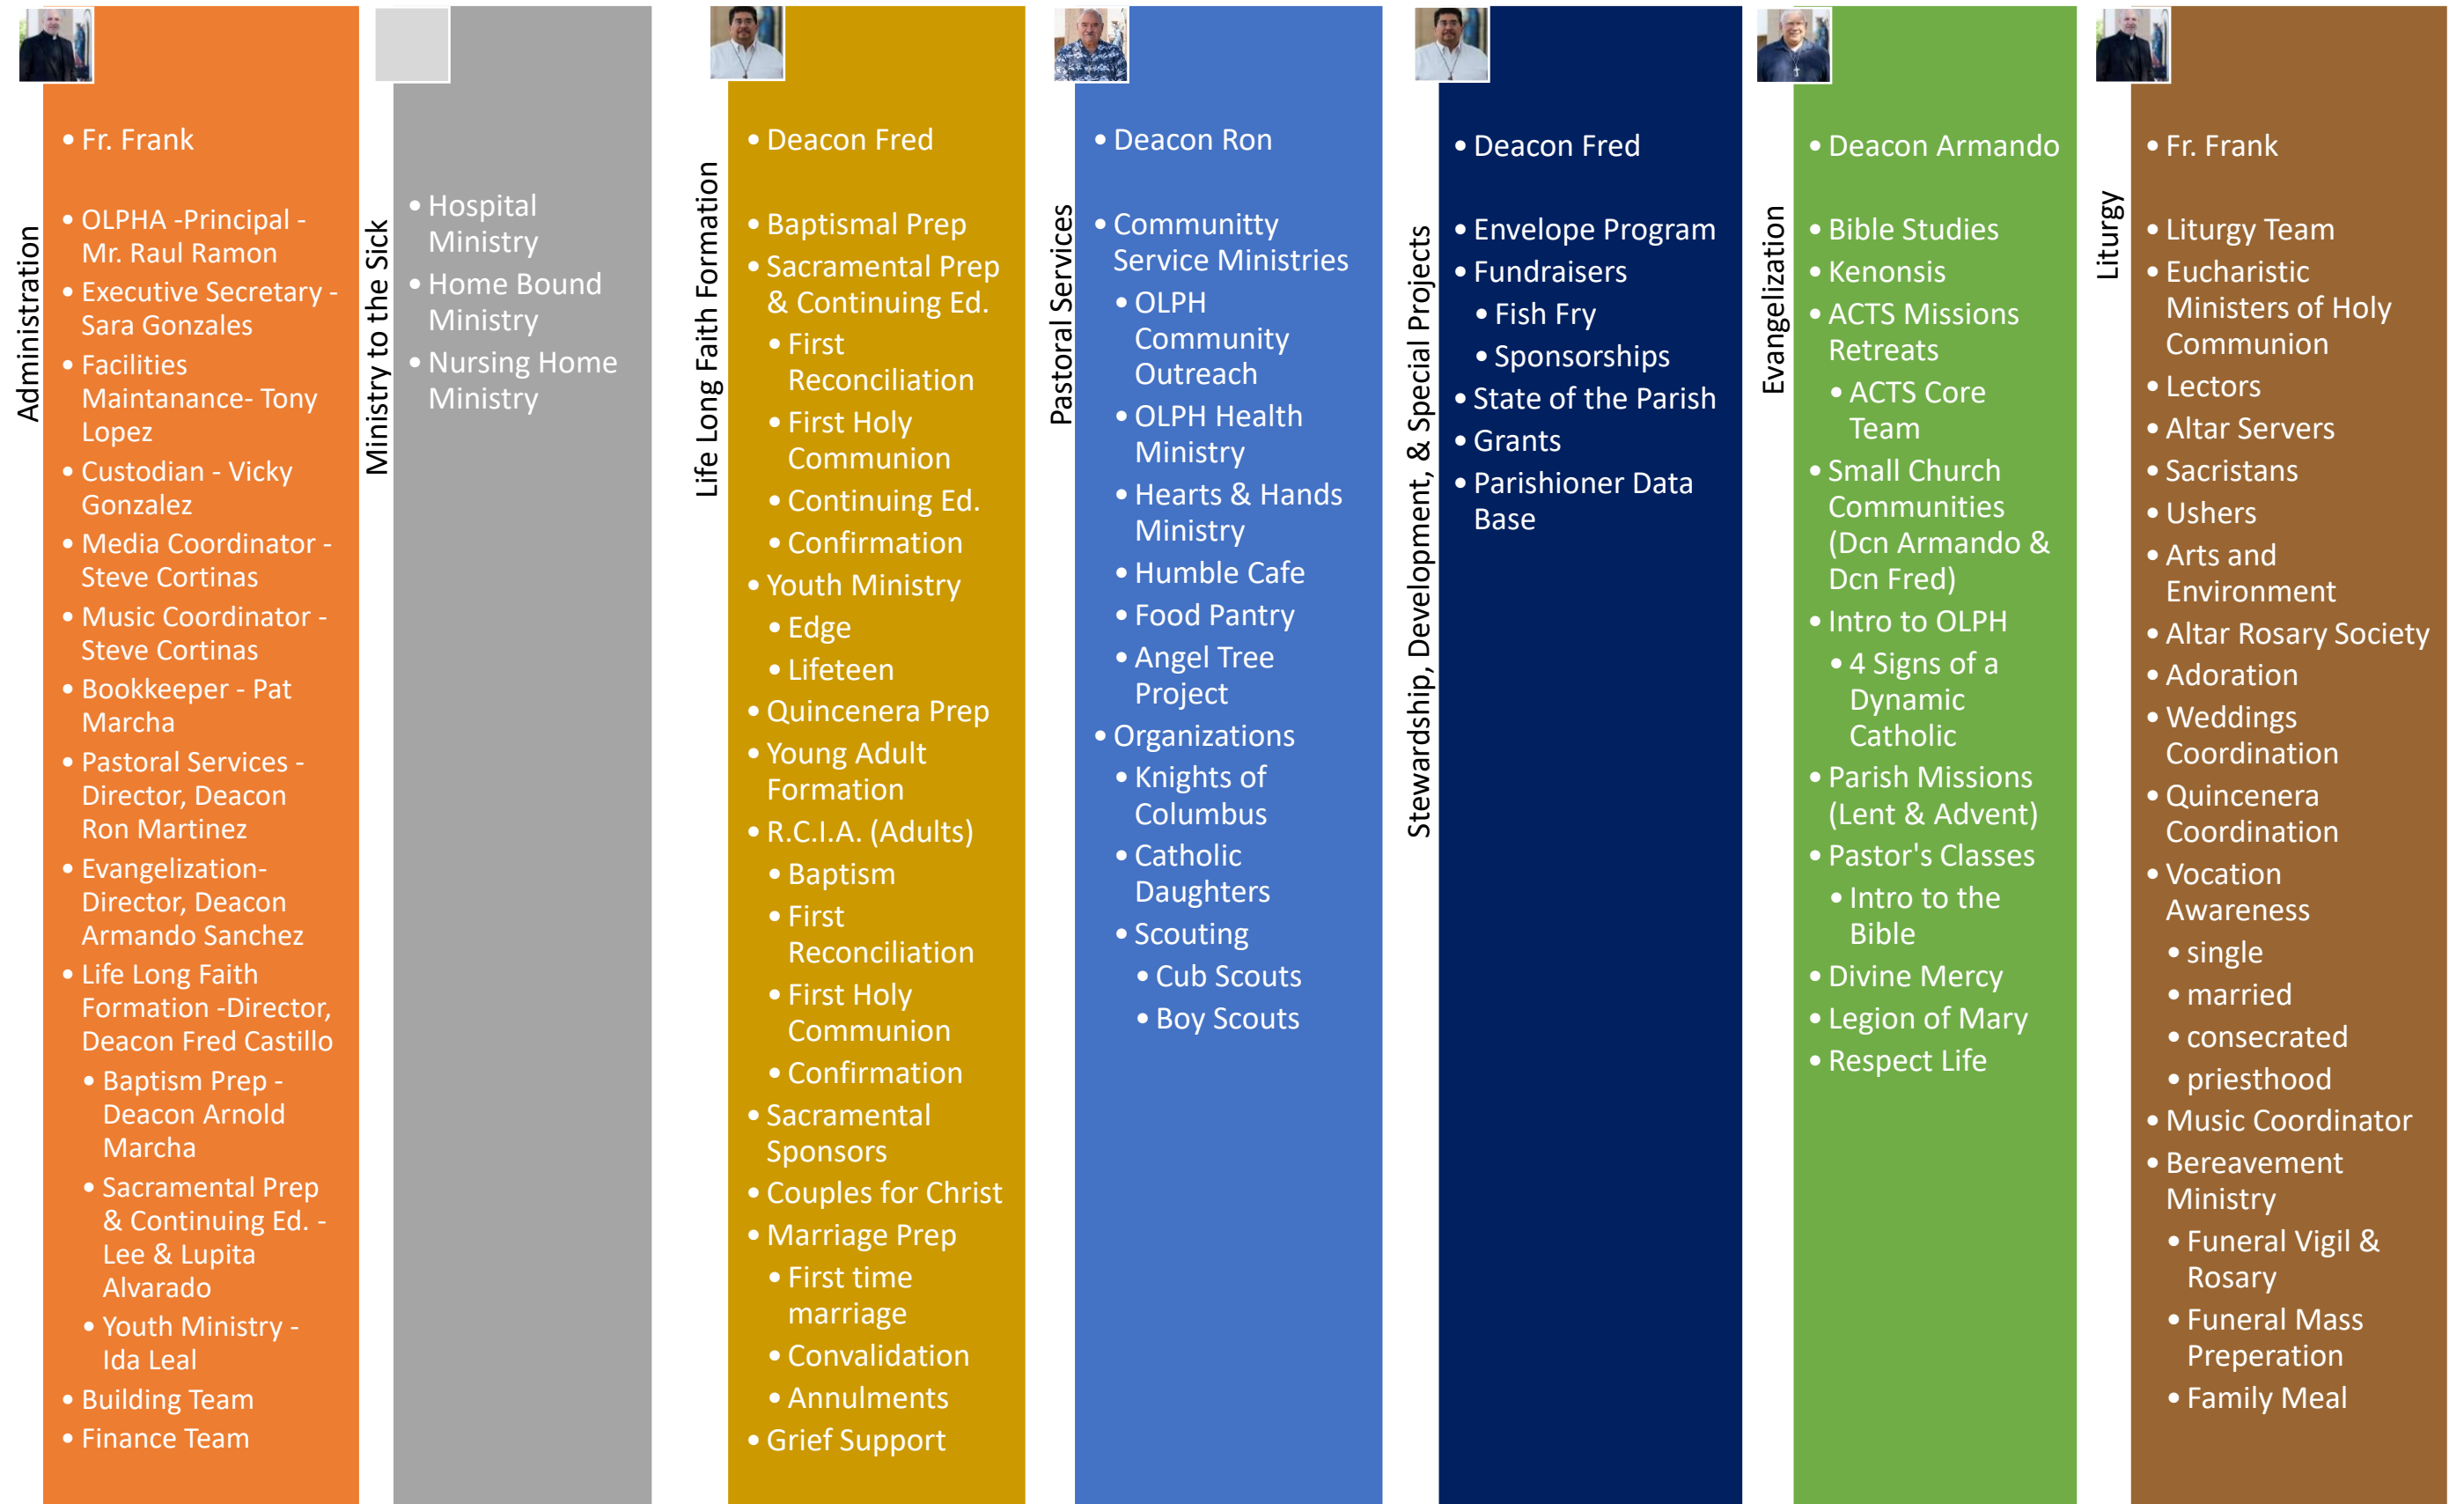 Administration
• Fr. Frank
• OLPHA -Principal -
Mr. Raul Ramon
• Executive Secretary -
Sara Gonzales
• Facilities
Maintanance- Tony
Lopez
• Custodian - Vicky
Gonzalez
• Media Coordinator -
Steve Cortinas
• Music Coordinator -
Steve Cortinas
• Bookkeeper - Pat
Marcha
• Pastoral Services -
Director, Deacon
Ron Martinez
• Evangelization-
Director, Deacon
Armando Sanchez
• Life Long Faith
Formation -Director,
Deacon Fred Castillo
• Baptism Prep -
Deacon Arnold
Marcha
• Sacramental Prep
& Continuing Ed. -
Lee & Lupita
Alvarado
• Youth Ministry -
Ida Leal
• Building Team
• Finance Team
Ministry to the Sick
• Hospital
Ministry
• Home Bound
Ministry
• Nursing Home
Ministry
Life Long Faith Formation
• Deacon Fred
• Baptismal Prep
• Sacramental Prep
& Continuing Ed.
• First
Reconciliation
• First Holy
Communion
• Continuing Ed.
• Confirmation
• Youth Ministry
• Edge
• Lifeteen
• Quincenera Prep
• Young Adult
Formation
• R.C.I.A. (Adults)
• Baptism
• First
Reconciliation
• First Holy
Communion
• Confirmation
• Sacramental
Sponsors
• Couples for Christ
• Marriage Prep
• First time
marriage
• Convalidation
• Annulments
• Grief Support
Pastoral Services
• Deacon Ron
• Communitty
Service Ministries
• OLPH
Community
Outreach
• OLPH Health
Ministry
• Hearts & Hands
Ministry
• Humble Cafe
• Food Pantry
• Angel Tree
Project
• Organizations
• Knights of
Columbus
• Catholic
Daughters
• Scouting
• Cub Scouts
• Boy Scouts
Stewardship, Development, & Special Projects
• Deacon Fred
• Envelope Program
• Fundraisers
• Fish Fry
• Sponsorships
• State of the Parish
• Grants
• Parishioner Data
Base
Evangelization
• Deacon Armando
• Bible Studies
• Kenonsis
• ACTS Missions
Retreats
• ACTS Core
Team
• Small Church
Communities
(Dcn Armando &
Dcn Fred)
• Intro to OLPH
• 4 Signs of a
Dynamic
Catholic
• Parish Missions
(Lent & Advent)
• Pastor's Classes
• Intro to the
Bible
• Divine Mercy
• Legion of Mary
• Respect Life
Liturgy
• Fr. Frank
• Liturgy Team
• Eucharistic
Ministers of Holy
Communion
• Lectors
• Altar Servers
• Sacristans
• Ushers
• Arts and
Environment
• Altar Rosary Society
• Adoration
• Weddings
Coordination
• Quincenera
Coordination
• Vocation
Awareness
• single
• married
• consecrated
• priesthood
• Music Coordinator
• Bereavement
Ministry
• Funeral Vigil &
Rosary
• Funeral Mass
Preperation
• Family Meal